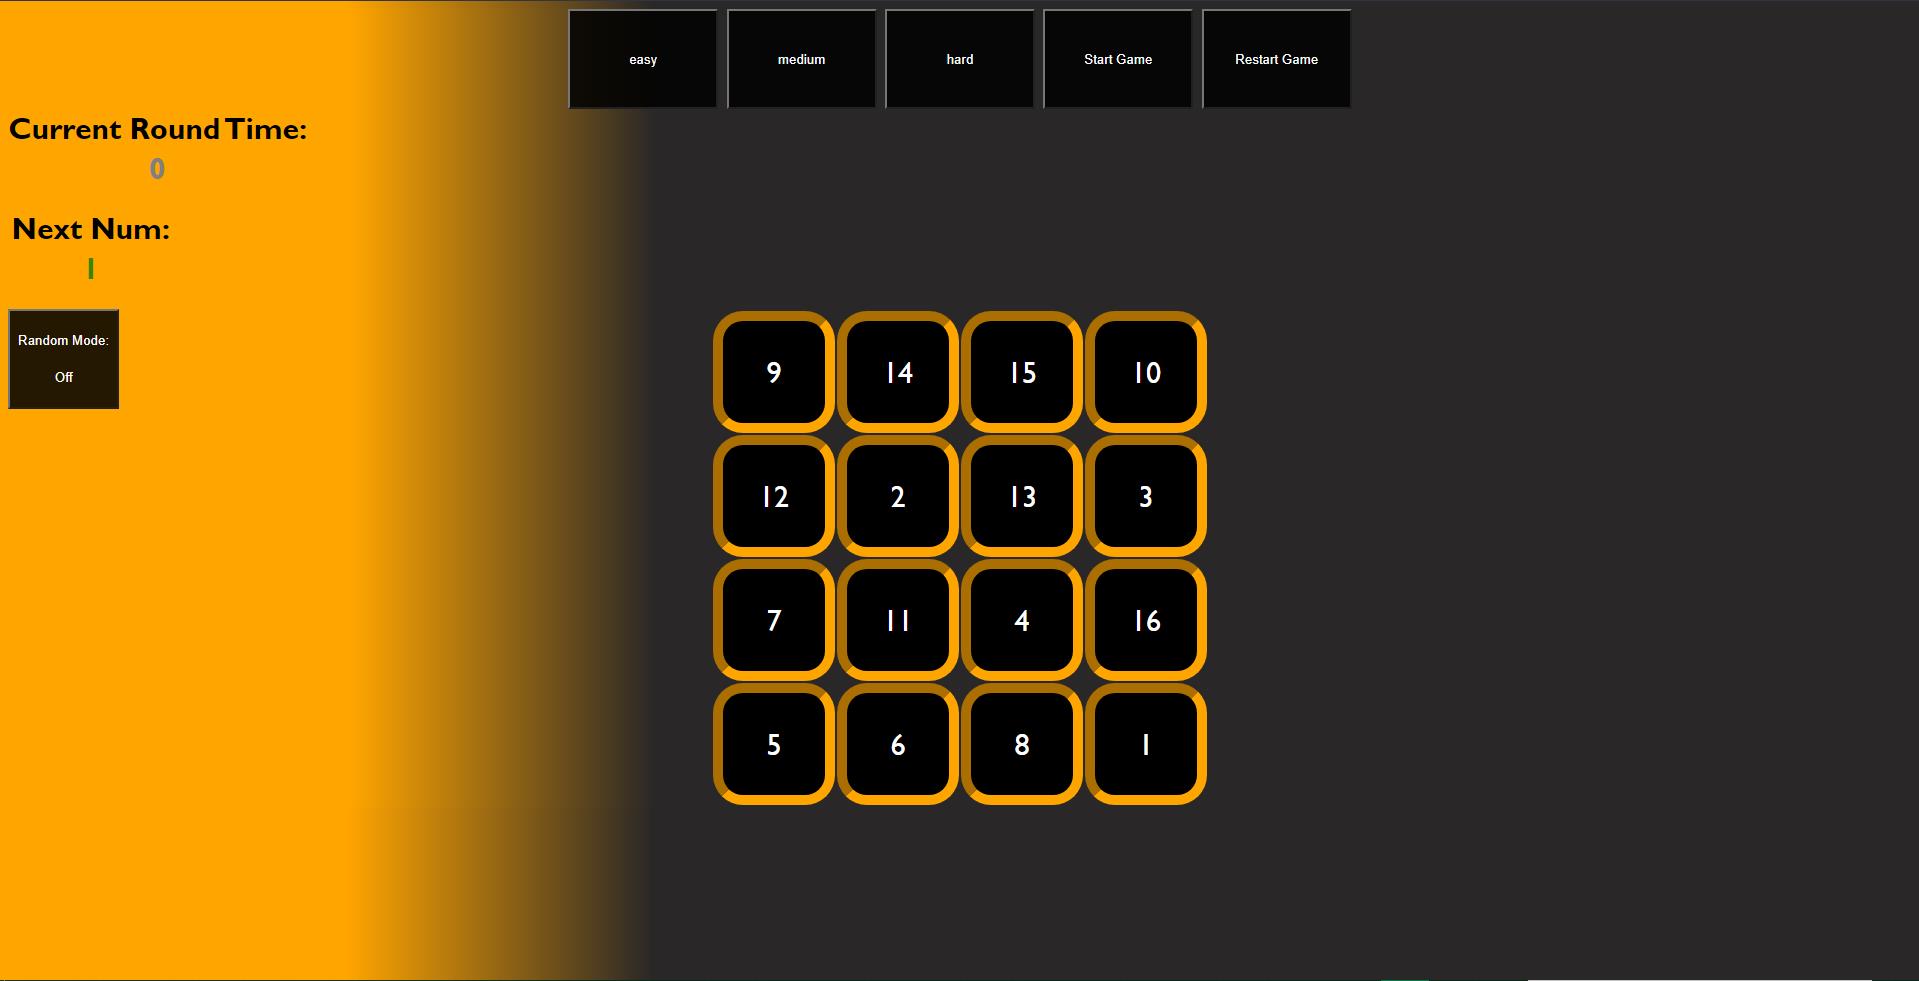 easy medium hard Start Game Restart Game
Current Round Time:
0
Next Num:
1
Random Mode:
Off
9 14 15 10
12 2 13 3
7 11 4 16
5 6 8 1